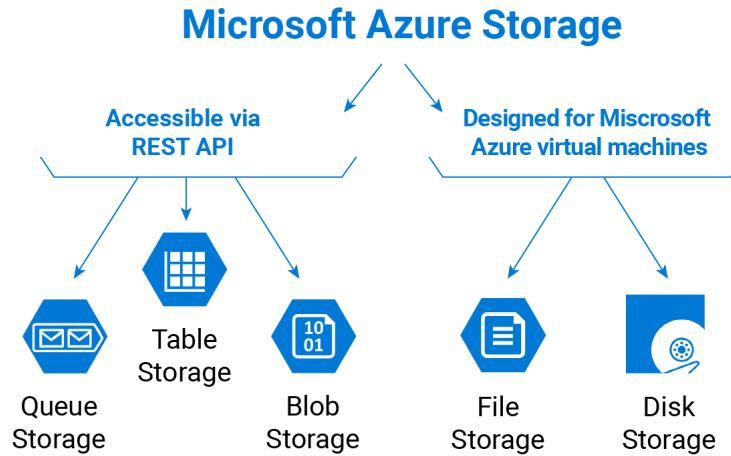 Microsoft Azure Storage
Accessible via
REST API
Designed for Miscrosoft
Azure virtual machines
Queue
Storage
Table
Storage
10
01
Blob
Storage
File
Storage
Disk
Storage